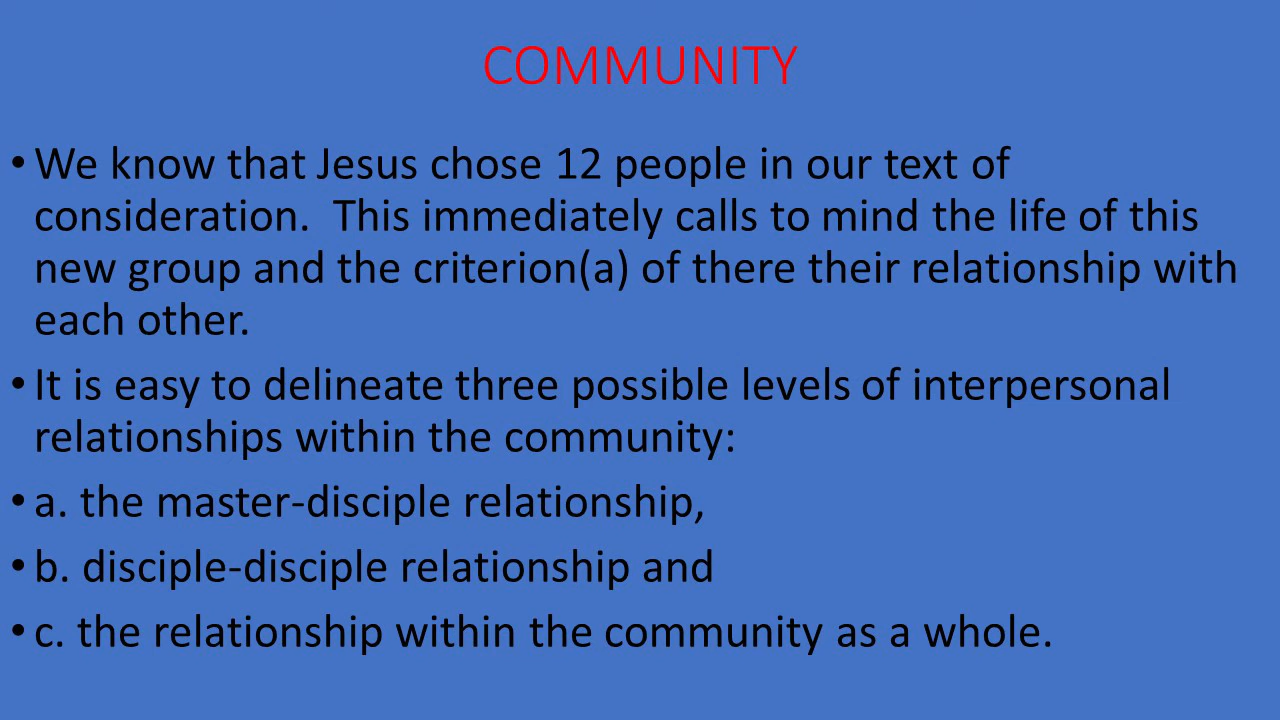 COMMUNITY
• We know that Jesus chose 12 people in our text of
consideration.  This immediately calls to mind the life of this
new group and the criterion(a) of there their relationship with
each other.
• It is easy to delineate three possible levels of interpersonal
relationships within the community:
• a. the master-disciple relationship,
• b. disciple-disciple relationship and
• c. the relationship within the community as a whole.